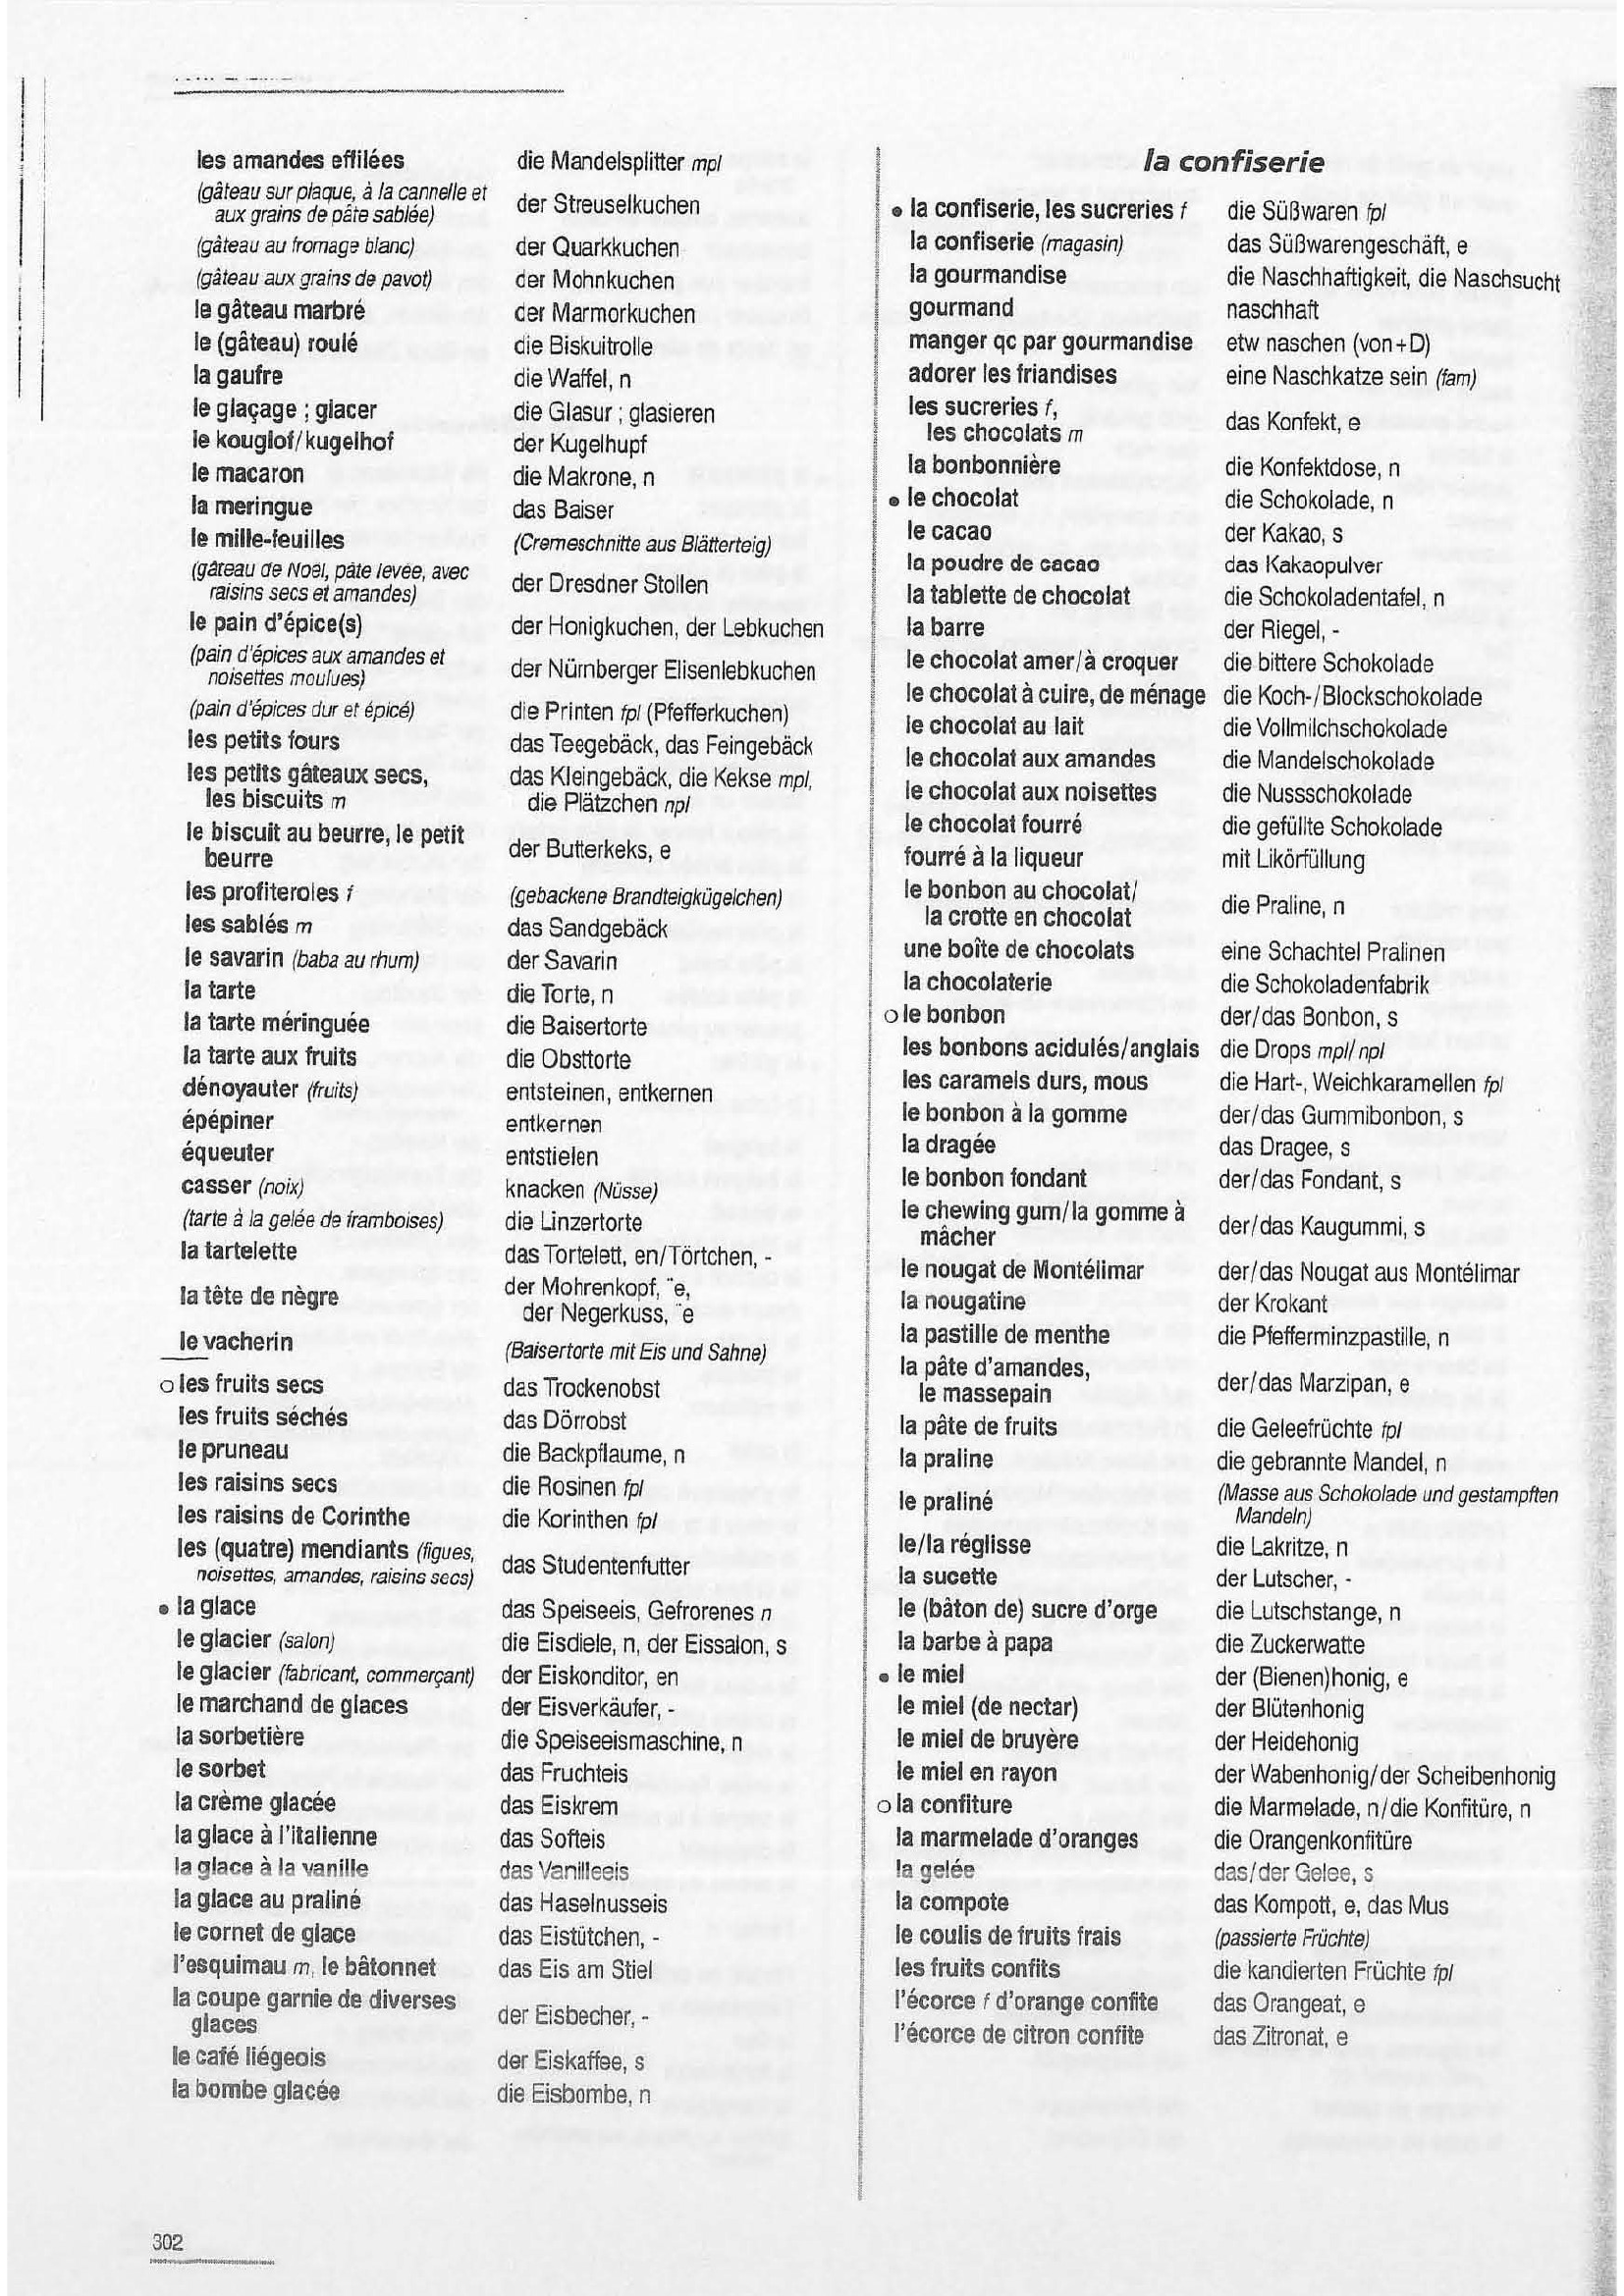 les amandes effilées die Mandelsplitter mpl
(gâteau sur plaque, à la cannelle et
aux grains de pâte sablée) der Streuselkuchen
(gâteau au fromage blanc) der Quarkkuchen
(gâteau aux grains de pavot) der Mohnkuchen
le gâteau marbré der Marmorkuchen
le (gâteau) roulé die Biskuitrolle
la gaufre die Waffel, n
le glaçage ; glacer die Glasur ; glasieren
le kouglof/kugelhof der Kugelhupf
le macaron die Makrone, n
la meringue das Baiser
le mille-feuilles (Cremeschnitte aus Blätterteig)
(gâteau de Noël, pâte levée, avec
raisins secs et amandes) der Dresdner Stollen
le pain d'épice(s) der Honigkuchen, der Lebkuchen
(pain d'épices aux amandes et
noisettes moulues) der Nürnberger Elisenlebkuchen
(pain d'épices dur et épicé) die Printen fpl (Pfefferkuchen)
les petits fours das Teegebäck, das Feingebäck
les petits gâteaux secs, das Kleingebäck, die Kekse mpl,
les biscuits m die Plätzchen npl
le biscuit au beurre, le petit
beurre der Butterkeks, e
les profiteroles f (gebackene Brandteigkügelchen)
les sablés m das Sandgebäck
le savarin (baba au rhum) der Savarin
la tarte die Torte, n
la tarte méringuée die Baisertorte
la tarte aux fruits die Obsttorte
dénoyauter (fruits) entsteinen, entkernen
épépiner entkernen
équeuter entstielen
casser (noix) knacken (Nüsse)
(tarte à la gelée de framboises) die Linzertorte
la tartelette das Tortelett, en/Törtchen, -
la tête de nègre der Mohrenkopf, ¨e,
der Negerkuss, ¨e
le vacherin (Baisertorte mit Eis und Sahne)
o les fruits secs das Trockenobst
les fruits séchés das Dörrobst
le pruneau die Backpflaume, n
les raisins secs die Rosinen fpl
les raisins de Corinthe die Korinthen fpl
les (quatre) mendiants (figues,
noisettes, amandes, raisins secs) das Studentenfutter
• la glace das Speiseeis, Gefrorenes n
le glacier (salon) die Eisdiele, n, der Eissalon, s
le glacier (fabricant, commerçant) der Eiskonditor, en
le marchand de glaces der Eisverkäufer, -
la sorbetière die Speiseeismaschine, n
le sorbet das Fruchteis
la crème glacée das Eiskrem
la glace à l'italienne das Softeis
la glace à la vanille das Vanilleeis
la glace au praliné das Haselnusseis
le cornet de glace das Eistütchen, -
l'esquimau m, le bâtonnet das Eis am Stiel
la coupe garnie de diverses
glaces der Eisbecher, -
le café liégeois der Eiskaffee, s
la bombe glacée die Eisbombe, n
la confiserie
• la confiserie, les sucreries f die Süßwaren fpl
la confiserie (magasin) das Süßwarengeschäft, e
la gourmandise die Naschhaftigkeit, die Naschsucht
gourmand naschhaft
manger qc par gourmandise etw naschen (von+D)
adorer les friandises eine Naschkatze sein (fam)
les sucreries f,
les chocolats m das Konfekt, e
la bonbonnière die Konfektdose, n
• le chocolat die Schokolade, n
le cacao der Kakao, s
la poudre de cacao das Kakaopulver
la tablette de chocolat die Schokoladentafel, n
la barre der Riegel, -
le chocolat amer/à croquer die bittere Schokolade
le chocolat à cuire, de ménage die Koch-/Blockschokolade
le chocolat au lait die Vollmilchschokolade
le chocolat aux amandes die Mandelschokolade
le chocolat aux noisettes die Nussschokolade
le chocolat fourré die gefüllte Schokolade
fourré à la liqueur mit Likörfüllung
le bonbon au chocolat/
la crotte en chocolat die Praline, n
une boîte de chocolats eine Schachtel Pralinen
la chocolaterie die Schokoladenfabrik
o le bonbon der/das Bonbon, s
les bonbons acidulés/anglais die Drops mpl/npl
les caramels durs, mous die Hart-, Weichkaramellen fpl
le bonbon à la gomme der/das Gummibonbon, s
la dragée das Dragee, s
le bonbon fondant der/das Fondant, s
le chewing gum/la gomme à
mâcher der/das Kaugummi, s
le nougat de Montélimar der/das Nougat aus Montélimar
la nougatine der Krokant
la pastille de menthe die Pfefferminzpastille, n
la pâte d'amandes,
le massepain der/das Marzipan, e
la pâte de fruits die Geleefrüchte fpl
la praline die gebrannte Mandel, n
le praliné (Masse aus Schokolade und gestampften
Mandeln)
le/la réglisse die Lakritze, n
la sucette der Lutscher, -
le (bâton de) sucre d'orge die Lutschstange, n
la barbe à papa die Zuckerwatte
• le miel der (Bienen)honig, e
le miel (de nectar) der Blütenhonig
le miel de bruyère der Heidehonig
le miel en rayon der Wabenhonig/der Scheibenhonig
o la confiture die Marmelade, n/die Konfitüre, n
la marmelade d'oranges die Orangenkonfitüre
la gelée das/der Gelee, s
la compote das Kompott, e, das Mus
le coulis de fruits frais (passierte Früchte)
les fruits confits die kandierten Früchte fpl
l'écorce f d'orange confite das Orangeat, e
l'écorce de citron confite das Zitronat, e
302